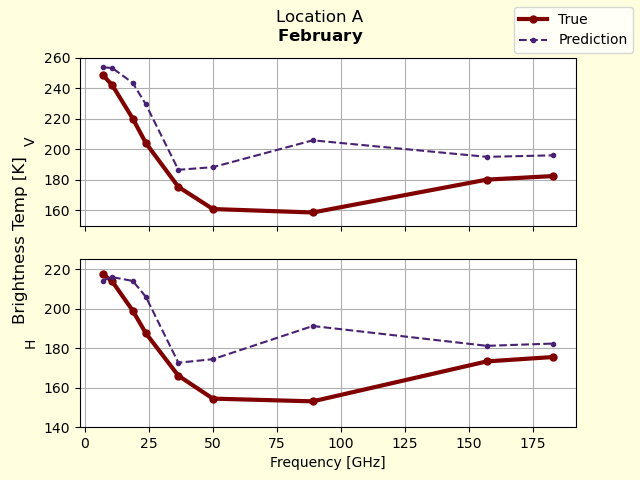 Location A
February
True
Prediction
260
240
220
200
180
160
V
Brightness Temp [K]
220
200
180
160
140
H
0
25
50
75
100
125
150
175
Frequency [GHz]